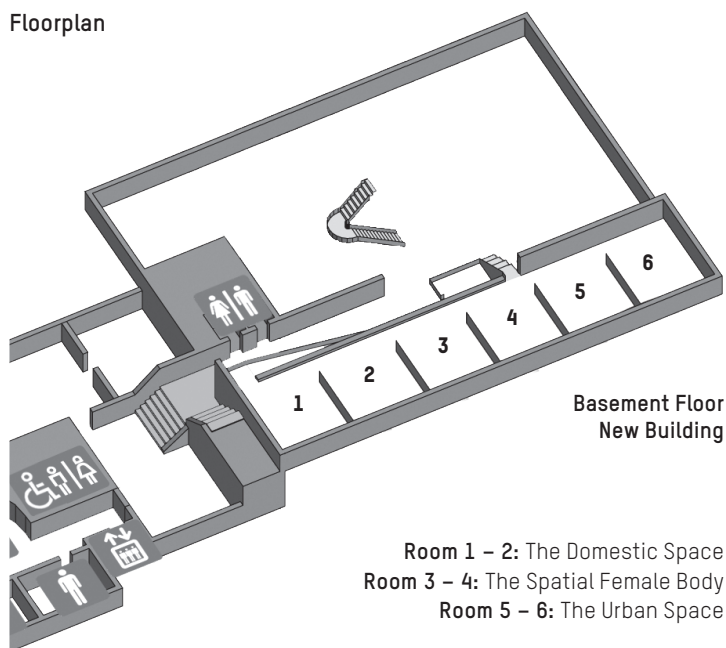 Floorplan
6
5
4
3
2
1
Basement Floor
New Building
Room 1 – 2: The Domestic Space
Room 3 – 4: The Spatial Female Body
Room 5 – 6: The Urban Space